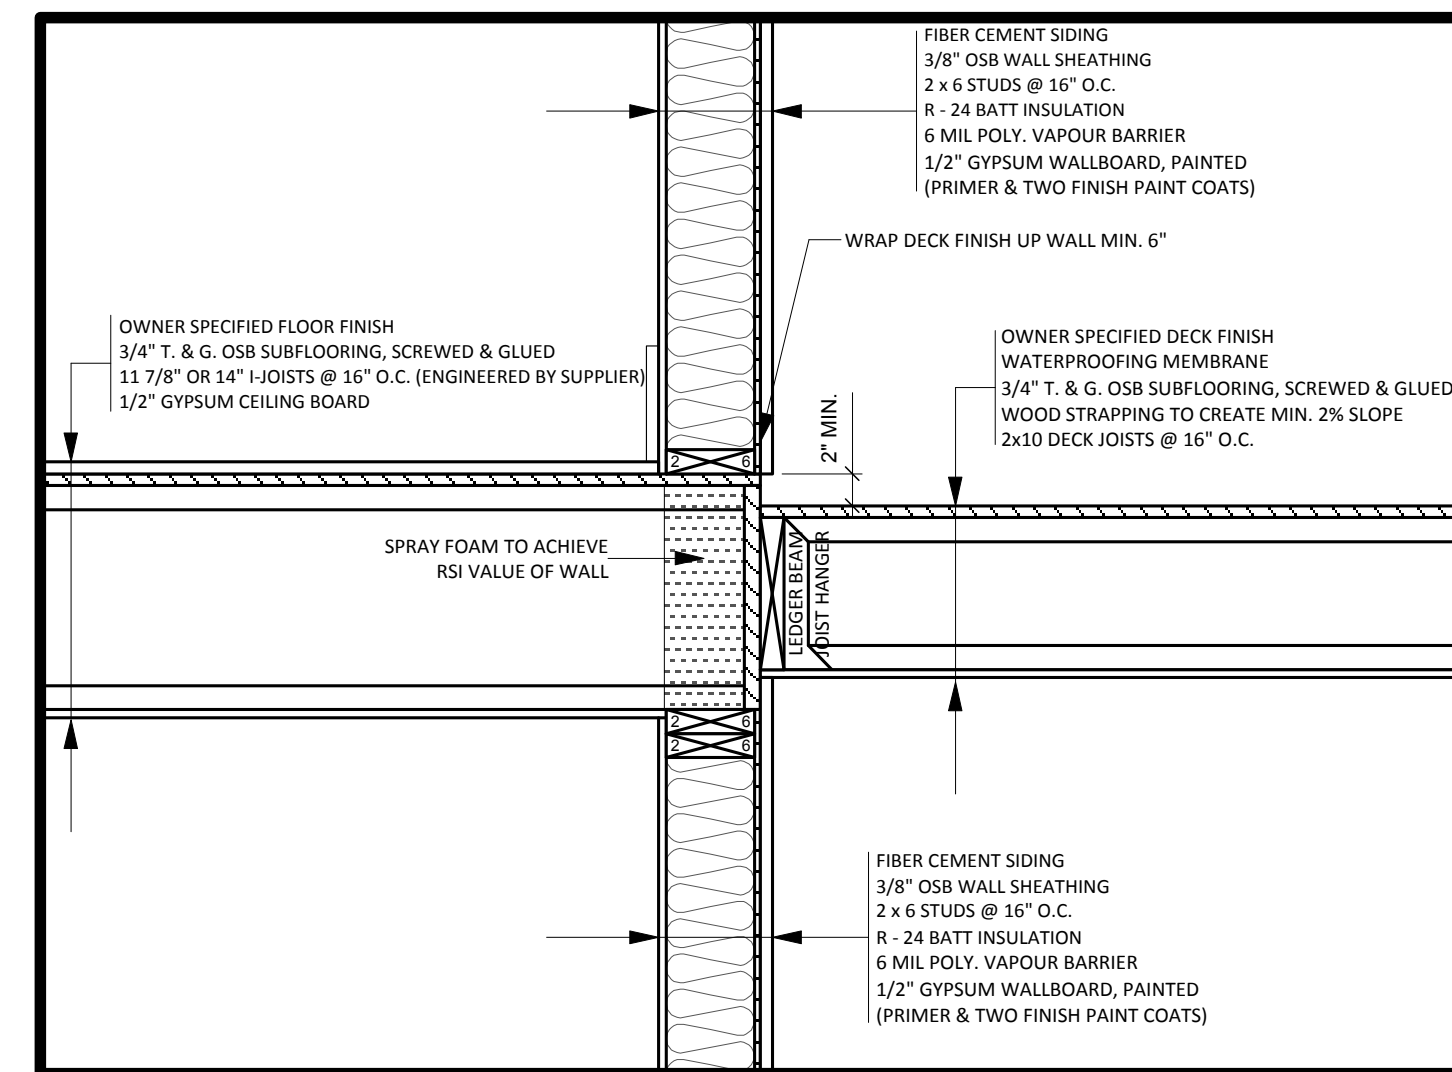 FIBER CEMENT SIDING
3/8" OSB WALL SHEATHING
2 x 6 STUDS @ 16" O.C.
R - 24 BATT INSULATION
6 MIL POLY. VAPOUR BARRIER
1/2" GYPSUM WALLBOARD, PAINTED
(PRIMER & TWO FINISH PAINT COATS)
WRAP DECK FINISH UP WALL MIN. 6"
OWNER SPECIFIED FLOOR FINISH
3/4" T. & G. OSB SUBFLOORING, SCREWED & GLUED
11 7/8" OR 14" I-JOISTS @ 16" O.C. (ENGINEERED BY SUPPLIER)
1/2" GYPSUM CEILING BOARD
OWNER SPECIFIED DECK FINISH
WATERPROOFING MEMBRANE
3/4" T. & G. OSB SUBFLOORING, SCREWED & GLUED
WOOD STRAPPING TO CREATE MIN. 2% SLOPE
2x10 DECK JOISTS @ 16" O.C.
2" MIN.
2 6
SPRAY FOAM TO ACHIEVE
RSI VALUE OF WALL
LEDGER BEAM
JOIST HANGER
2 6
2 6
FIBER CEMENT SIDING
3/8" OSB WALL SHEATHING
2 x 6 STUDS @ 16" O.C.
R - 24 BATT INSULATION
6 MIL POLY. VAPOUR BARRIER
1/2" GYPSUM WALLBOARD, PAINTED
(PRIMER & TWO FINISH PAINT COATS)